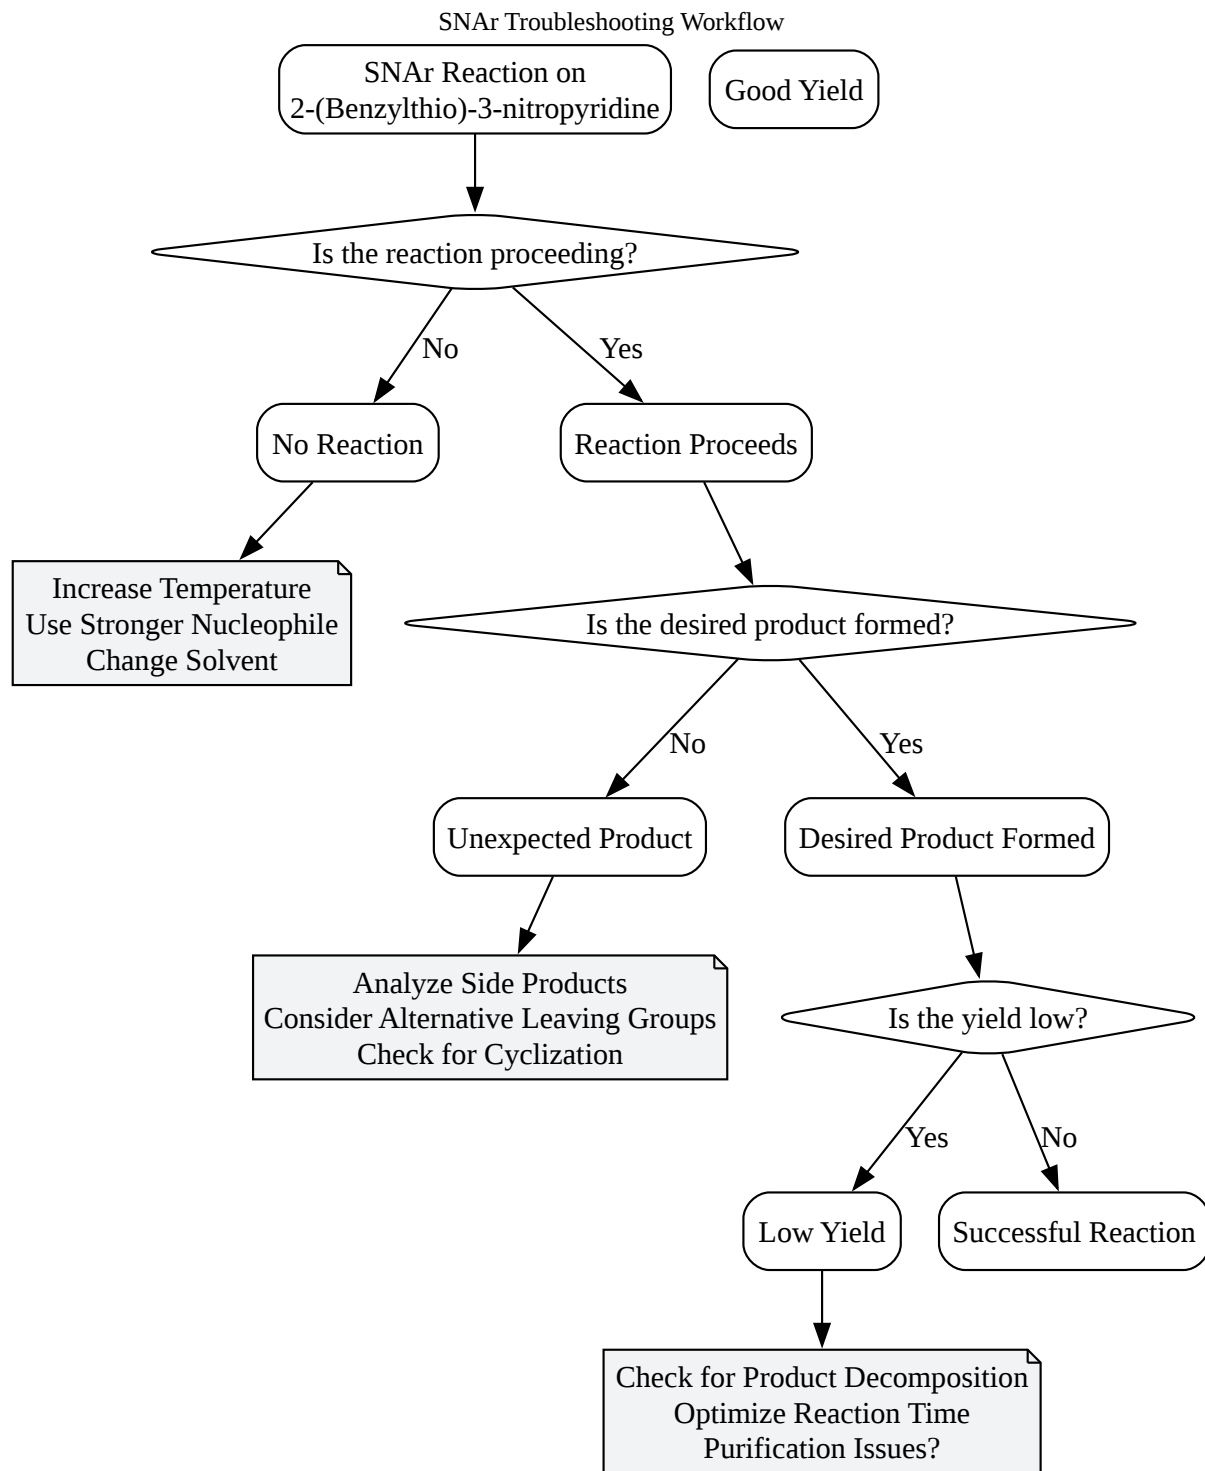 SNAr Troubleshooting Workflow
SNAr Reaction on
2-(Benzylthio)-3-nitropyridine
Good Yield
Is the reaction proceeding?
No
Yes
No Reaction
Reaction Proceeds
Increase Temperature
Use Stronger Nucleophile
Change Solvent
Is the desired product formed?
No
Yes
Unexpected Product
Desired Product Formed
Analyze Side Products
Consider Alternative Leaving Groups
Check for Cyclization
Is the yield low?
Yes
No
Low Yield
Successful Reaction
Check for Product Decomposition
Optimize Reaction Time
Purification Issues?